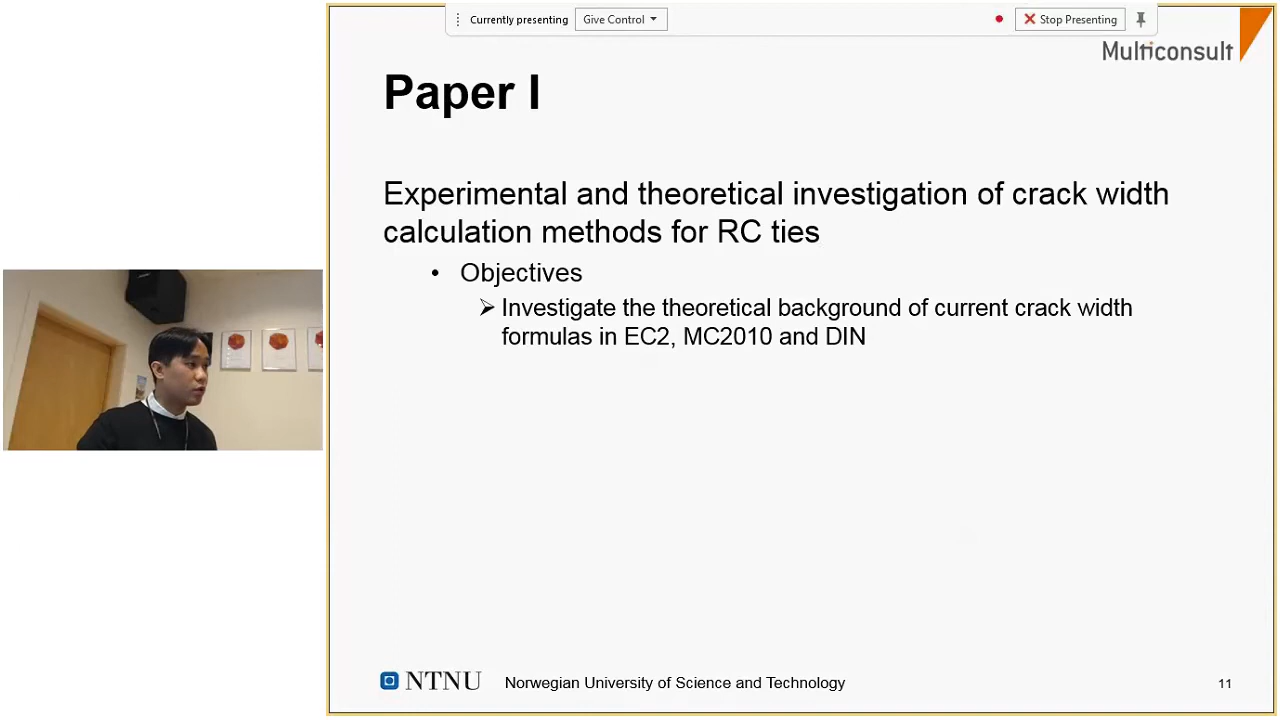 Currently presenting
Give Control
Stop Presenting
Multiconsult
Paper I
Experimental and theoretical investigation of crack width
calculation methods for RC ties
• Objectives
➢ Investigate the theoretical background of current crack width
formulas in EC2, MC2010 and DIN
NTNU
Norwegian University of Science and Technology
11